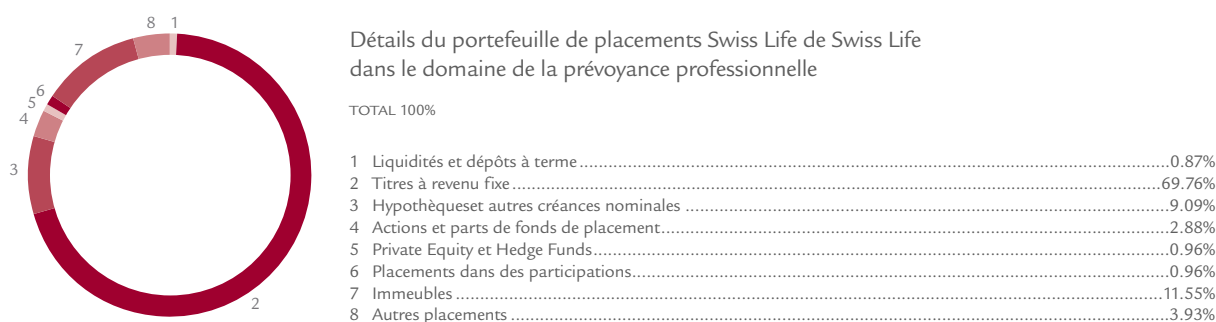 Détails du portefeuille de placements Swiss Life de Swiss Life
dans le domaine de la prévoyance professionnelle
TOTAL 100%
1 Liquidités et dépôts à terme 0.87%
2 Titres à revenu fixe 69.76%
3 Hypothèqueset autres créances nominales 9.09%
4 Actions et parts de fonds de placement 2.88%
5 Private Equity et Hedge Funds 0.96%
6 Placements dans des participations 0.96%
7 Immeubles 11.55%
8 Autres placements 3.93%
8 1
7
6
5
4
3
2